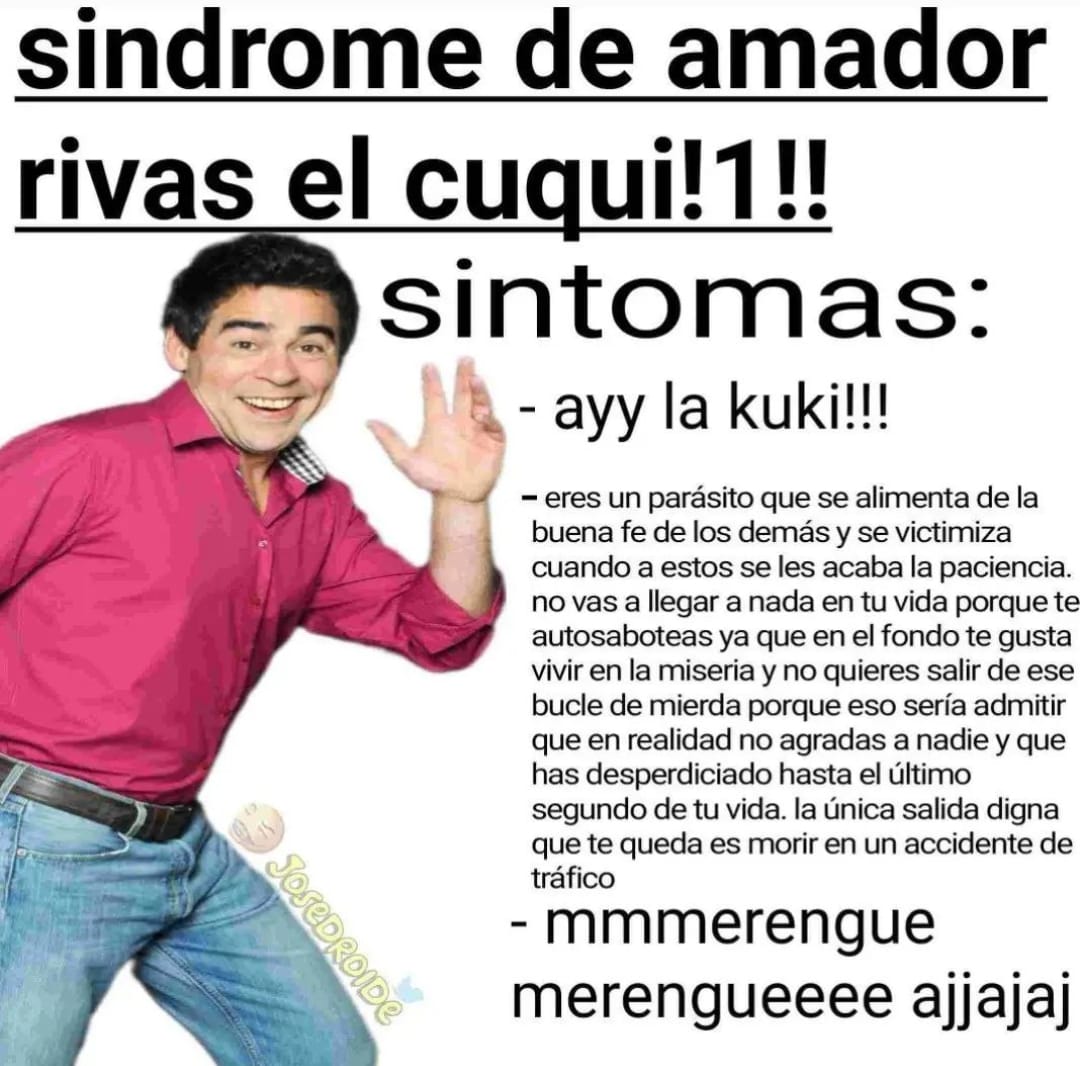 sindrome de amador
rivas el cuqui!1!!
sintomas:
- ayy la kuki!!!
- eres un parásito que se alimenta de la
buena fe de los demás y se victimiza
cuando a estos se les acaba la paciencia.
no vas a llegar a nada en tu vida porque te
autosaboteas ya que en el fondo te gusta
vivir en la miseria y no quieres salir de ese
bucle de mierda porque eso sería admitir
que en realidad no agradas a nadie y que
has desperdiciado hasta el último
segundo de tu vida. la única salida digna
que te queda es morir en un accidente de
tráfico
- mmmerengue
merengueeee ajjajaj
JOSEDROIDE